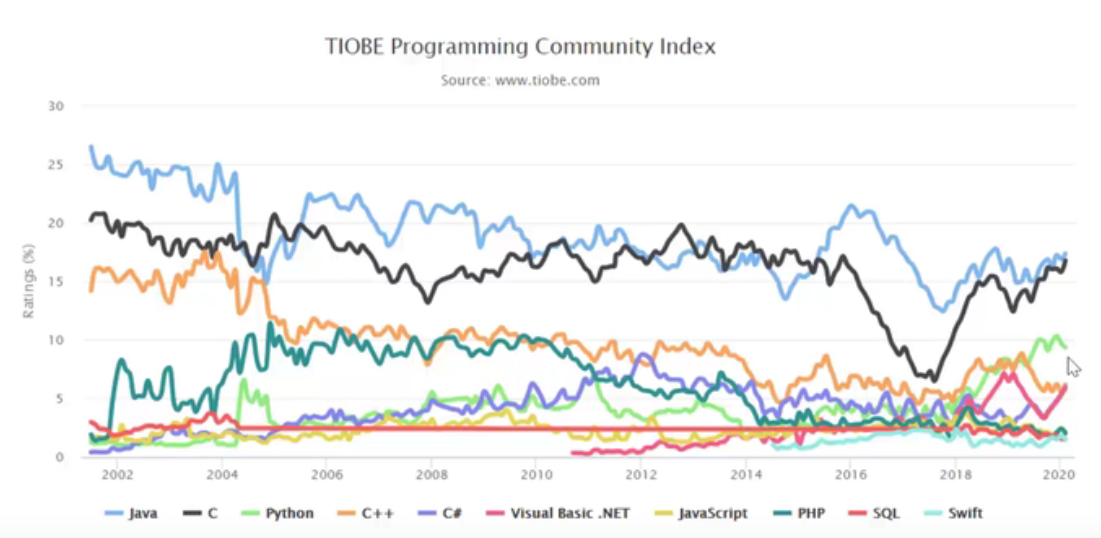 TIOBE Programming Community Index
Source: www.tiobe.com
Ratings (%)
30
25
20
15
10
5
0
2002 2004 2006 2008 2010 2012 2014 2016 2018 2020
Java C Python C++ C# Visual Basic .NET JavaScript PHP SQL Swift